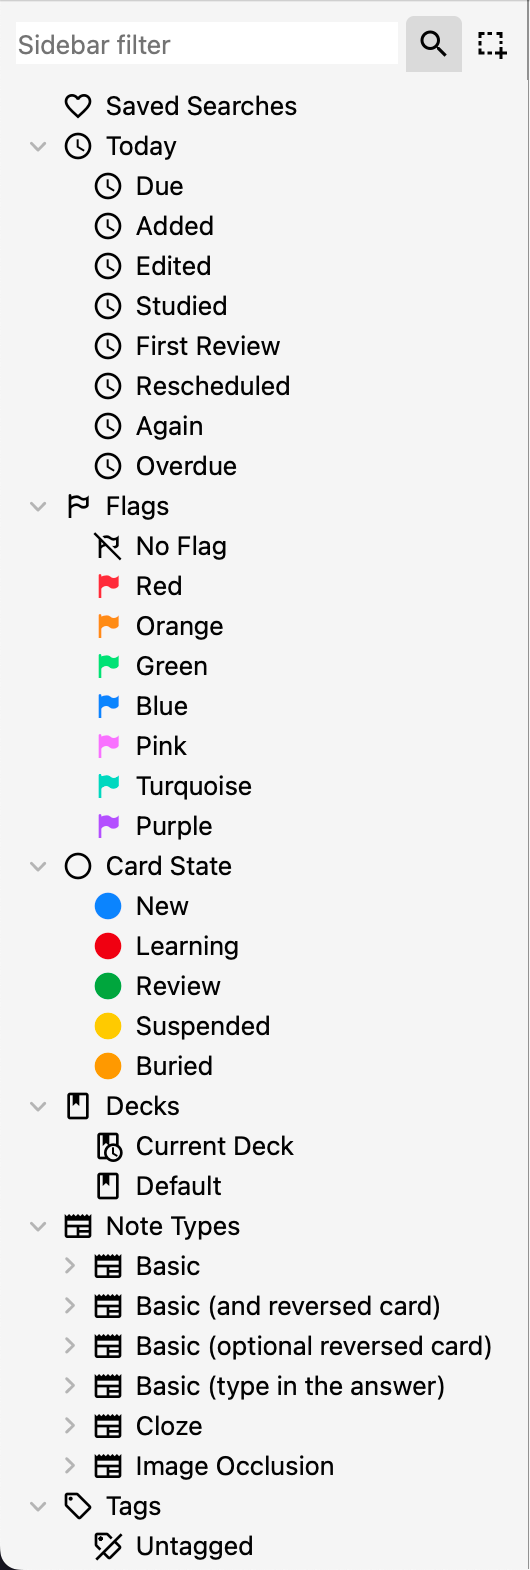 Sidebar filter
Saved Searches
Today
Due
Added
Edited
Studied
First Review
Rescheduled
Again
Overdue
Flags
No Flag
Red
Orange
Green
Blue
Pink
Turquoise
Purple
Card State
New
Learning
Review
Suspended
Buried
Decks
Current Deck
Default
Note Types
Basic
Basic (and reversed card)
Basic (optional reversed card)
Basic (type in the answer)
Cloze
Image Occlusion
Tags
Untagged